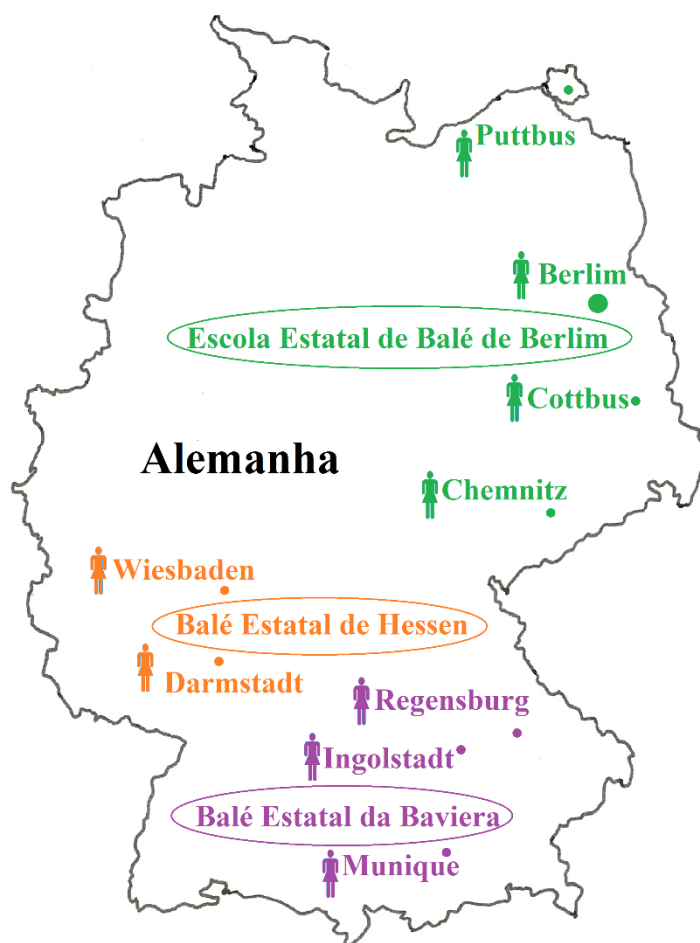 Puttbus
Berlim
Escola Estatal de Balé de Berlim
Cottbus
Alemanha
Chemnitz
Wiesbaden
Balé Estatal de Hessen
Darmstadt
Regensburg
Ingolstadt
Balé Estatal da Baviera
Munique